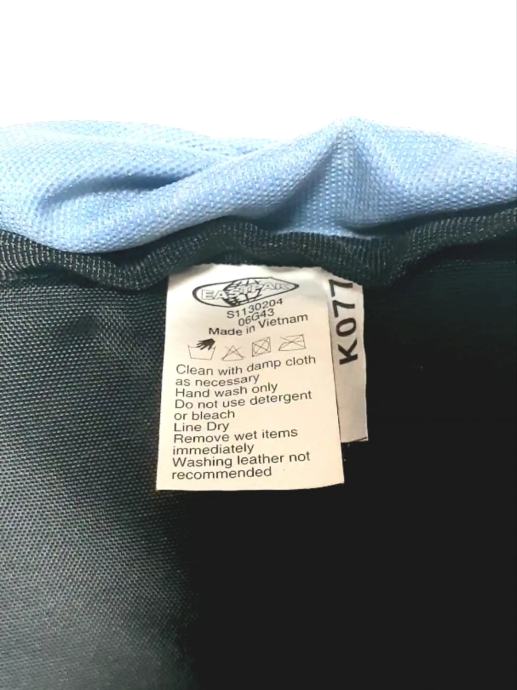 EASTPAK
S1130204
06G43
Made in Vietnam
Clean with damp cloth
as necessary
Hand wash only
Do not use detergent
or bleach
Line Dry
Remove wet items
immediately
Washing leather not
recommended
K077